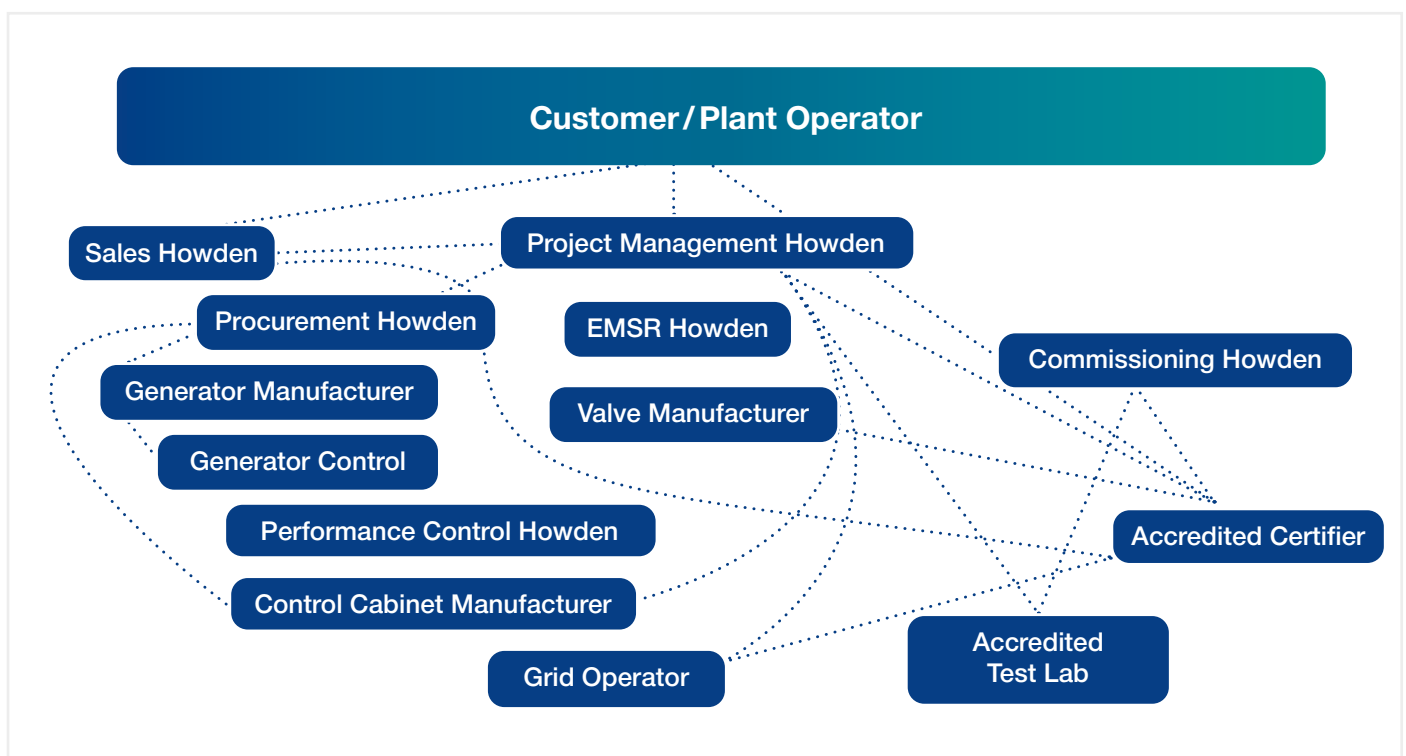 Customer/Plant Operator
Project Management Howden
Sales Howden
Procurement Howden
EMSR Howden
Commissioning Howden
Generator Manufacturer
Valve Manufacturer
Generator Control
Performance Control Howden
Accredited Certifier
Control Cabinet Manufacturer
Accredited
Test Lab
Grid Operator